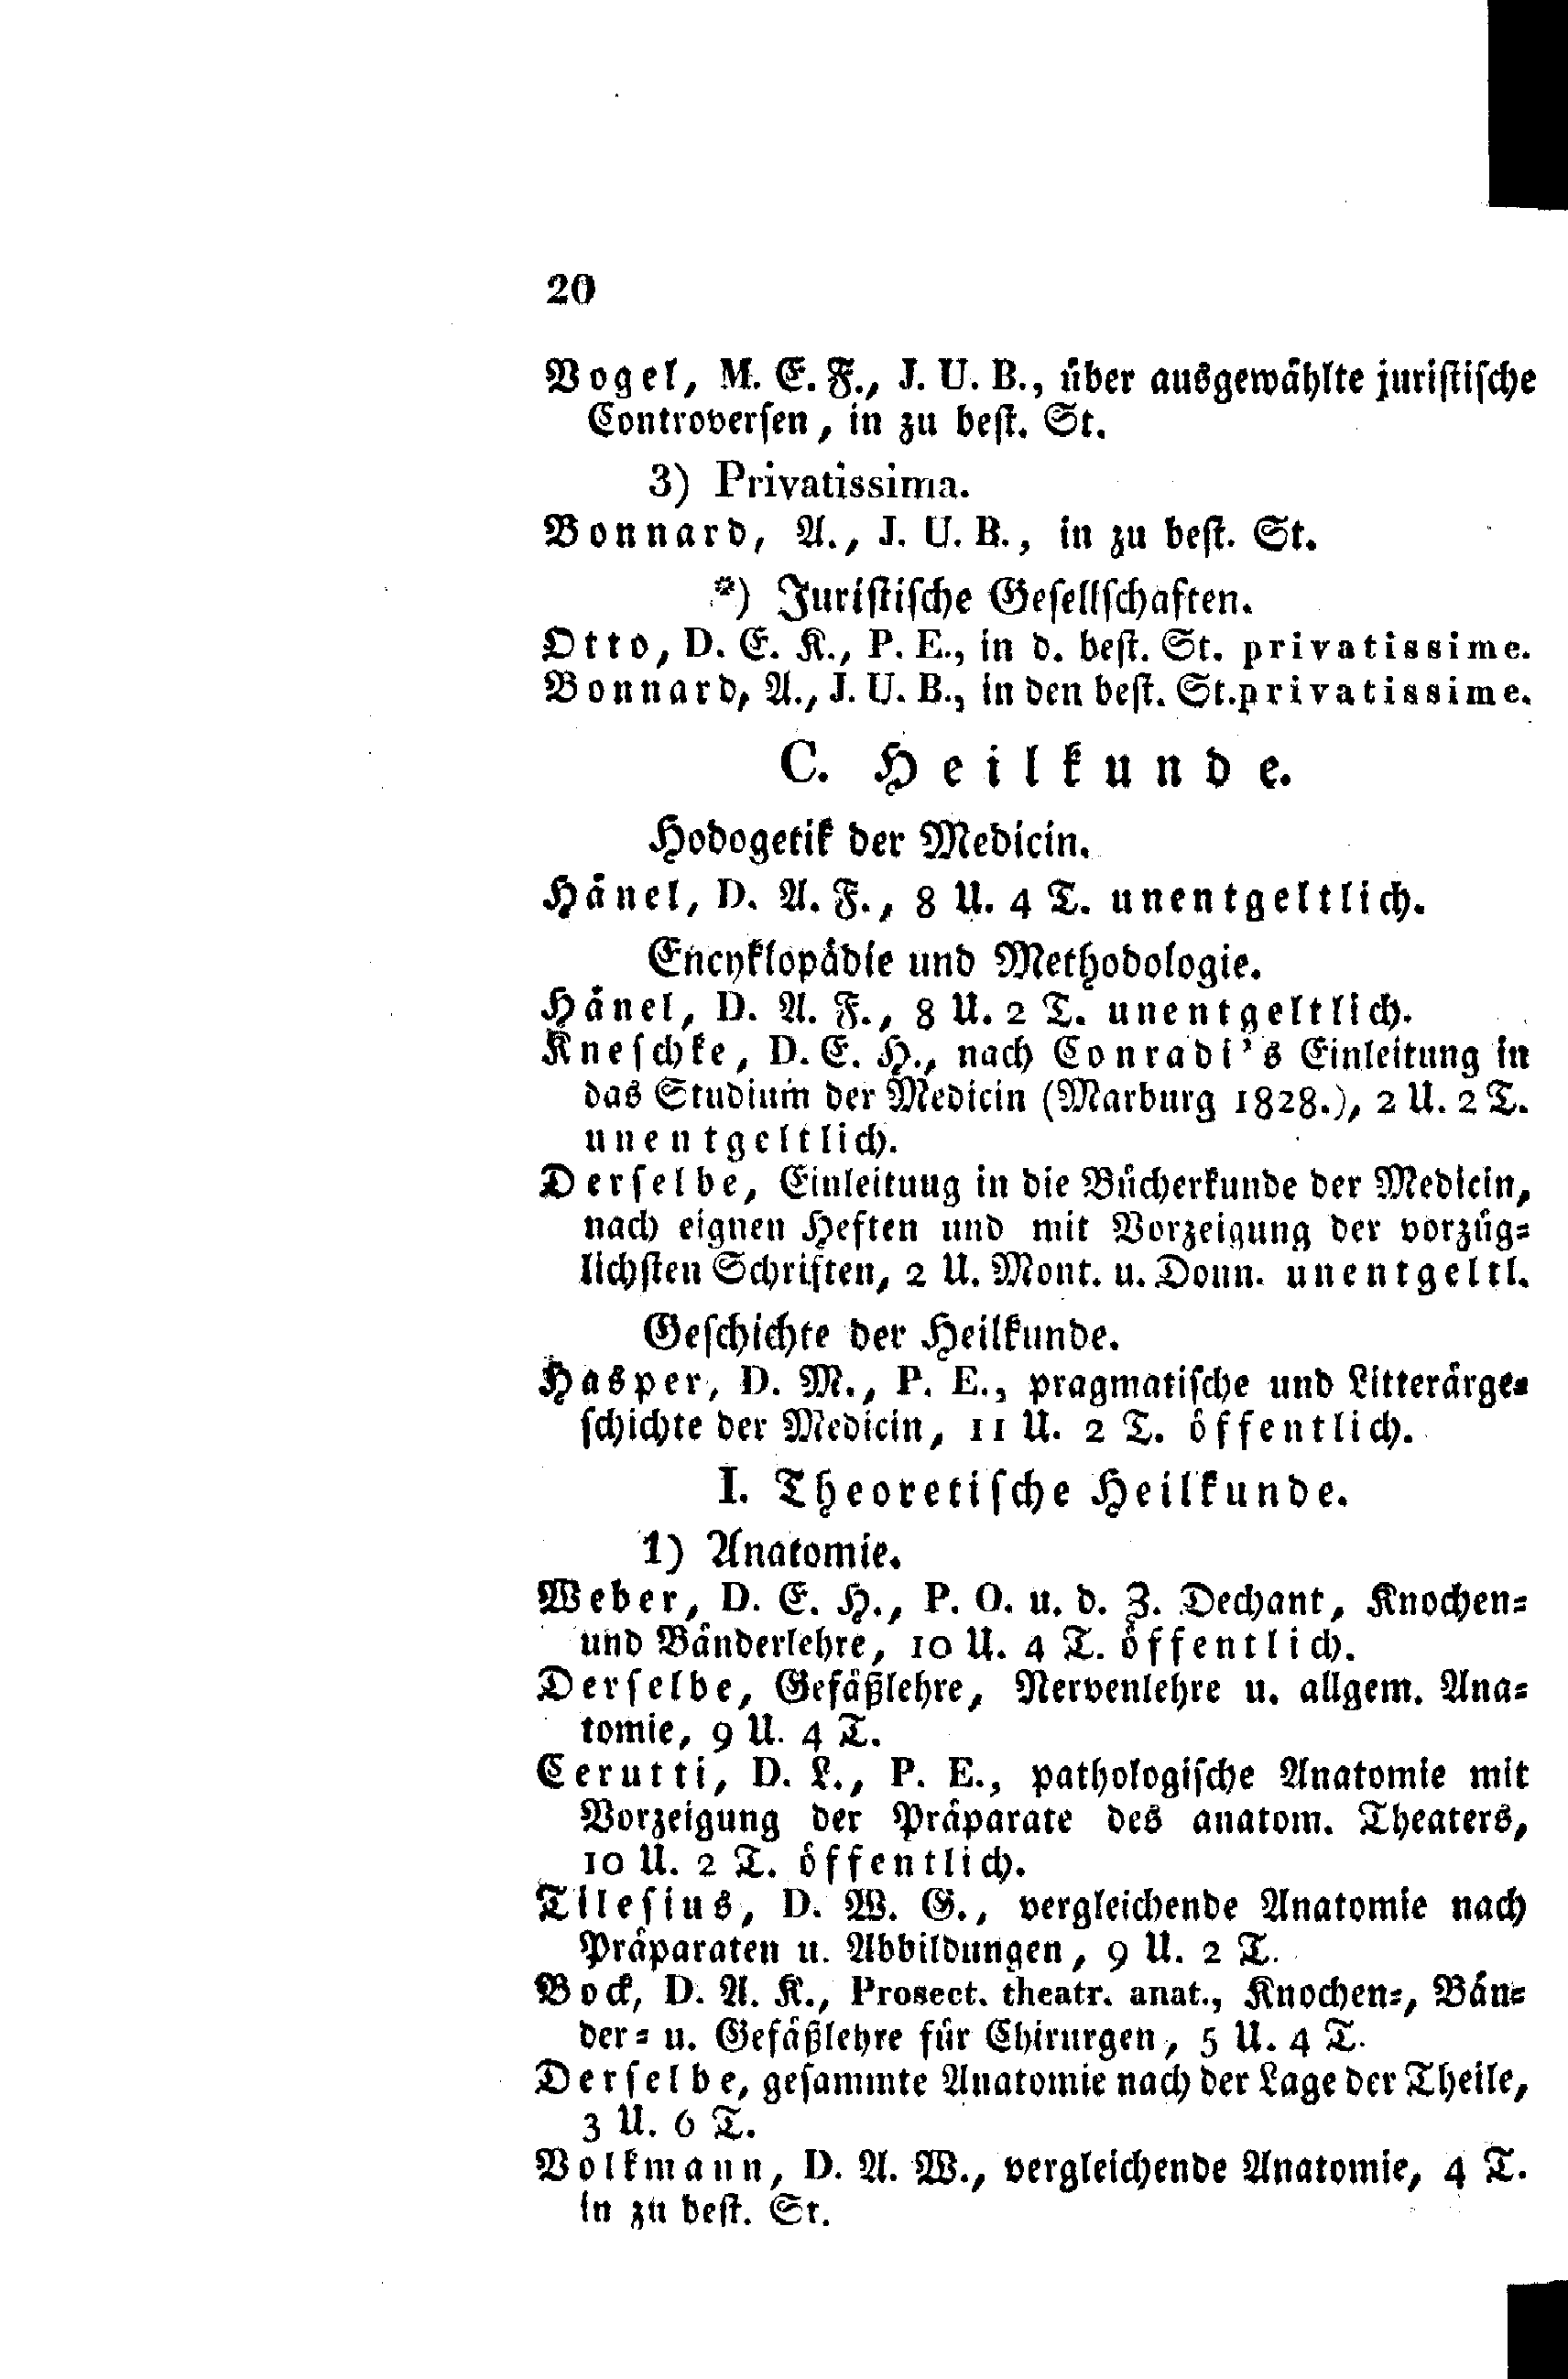 20
Vogel, M. E. F., J. U. B., über ausgewählte juristische
Controversen, in zu best. St.
3) Privatissima.
Bonnard, A., J. U. B., in zu best. St.
*) Juristische Gesellschaften.
Otto, D. E. K., P. E., in d. best. St. privatissime.
Bonnard, A., J. U. B., in den best. St. privatissime.
C. Heilkunde.
Hodogetik der Medicin.
Hänel, D. A. F., 8 U. 4 T. unentgeltlich.
Encyklopädie und Methodologie.
Hänel, D. A. F., 8 U. 2 T. unentgeltlich.
Kneschke, D. E. H., nach Conradi's Einleitung in
das Studium der Medicin (Marburg 1828.), 2 U. 2 T.
unentgeltlich.
Derselbe, Einleitung in die Bücherkunde der Medicin,
nach eignen Heften und mit Vorzeigung der vorzüg-
lichsten Schriften, 2 U. Mont. u. Donn. unentgeltl.
Geschichte der Heilkunde.
Hasper, D. M., P. E., pragmatische und Litterärge-
schichte der Medicin, 11 U. 2 T. öffentlich.
I. Theoretische Heilkunde.
1) Anatomie.
Weber, D. E. H., P. O. u. d. Z. Dechant, Knochen-
und Bänderlehre, 10 U. 4 T. öffentlich.
Derselbe, Gefäßlehre, Nervenlehre u. allgem. Ana-
tomie, 9 U. 4 T.
Cerutti, D. L., P. E., pathologische Anatomie mit
Vorzeigung der Präparate des anatom. Theaters,
10 U. 2 T. öffentlich.
Tilesius, D. W. G., vergleichende Anatomie nach
Präparaten u. Abbildungen, 9 U. 2 T.
Bock, D. A. K., Prosect. theatr. anat., Knochen-, Bän-
der- u. Gefäßlehre für Chirurgen, 5 U. 4 T.
Derselbe, gesammte Anatomie nach der Lage der Theile,
3 U. 6 T.
Volkmann, D. A. W., vergleichende Anatomie, 4 T.
in zu best. St.